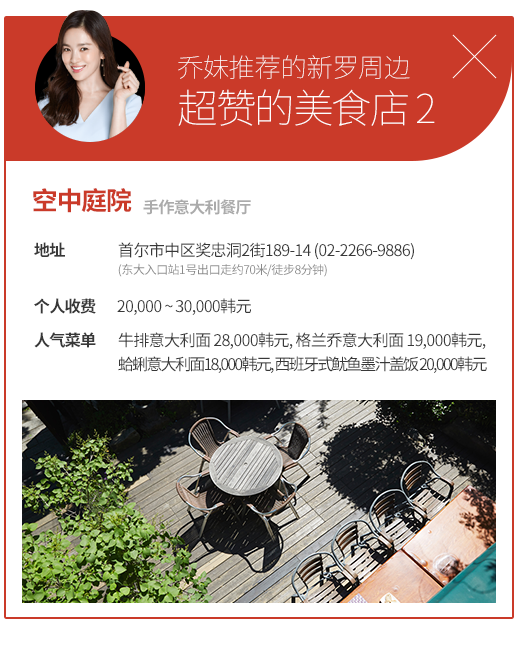 乔妹推荐的新罗周边
超赞的美食店 2
空中庭院 手作意大利餐厅
地址 首尔市中区奖忠洞2街189-14 (02-2266-9886)
(东大入口站1号出口走约70米/徒步8分钟)
个人收费 20,000 ~ 30,000韩元
人气菜单 牛排意大利面 28,000韩元, 格兰乔意大利面 19,000韩元,
蛤蜊意大利面18,000韩元, 西班牙式鱿鱼墨汁盖饭 20,000韩元